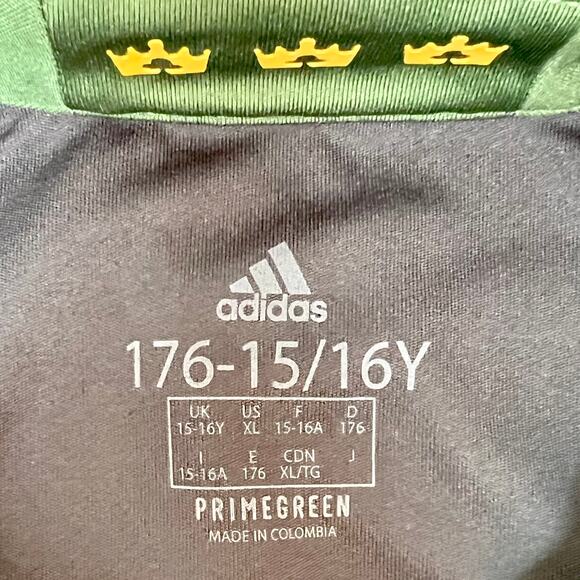 adidas
176-15/16Y
UK US F D
15-16Y XL 15-16A 176
I E CDN J
15-16A 176 XL/TG
PRIMEGREEN
MADE IN COLOMBIA